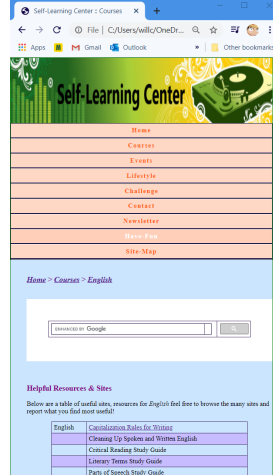 Self-Learning Center :: Courses
File | C:/Users/willc/OneDr...
Apps Gmail Outlook » Other bookmarks
Self-Learning Center
Home
Courses
Events
Lifestyle
Challenge
Contact
Newsletter
Have Fun
Site-Map
Home > Courses > English
ENHANCED BY Google
Helpful Resources & Sites
Below are a table of useful sites, resources for English feel free to browse the many sites and
report what you find most useful!
English Capitalization Rules for Writing
Cleaning Up Spoken and Written English
Critical Reading Study Guide
Literary Terms Study Guide
Parts of Speech Study Guide